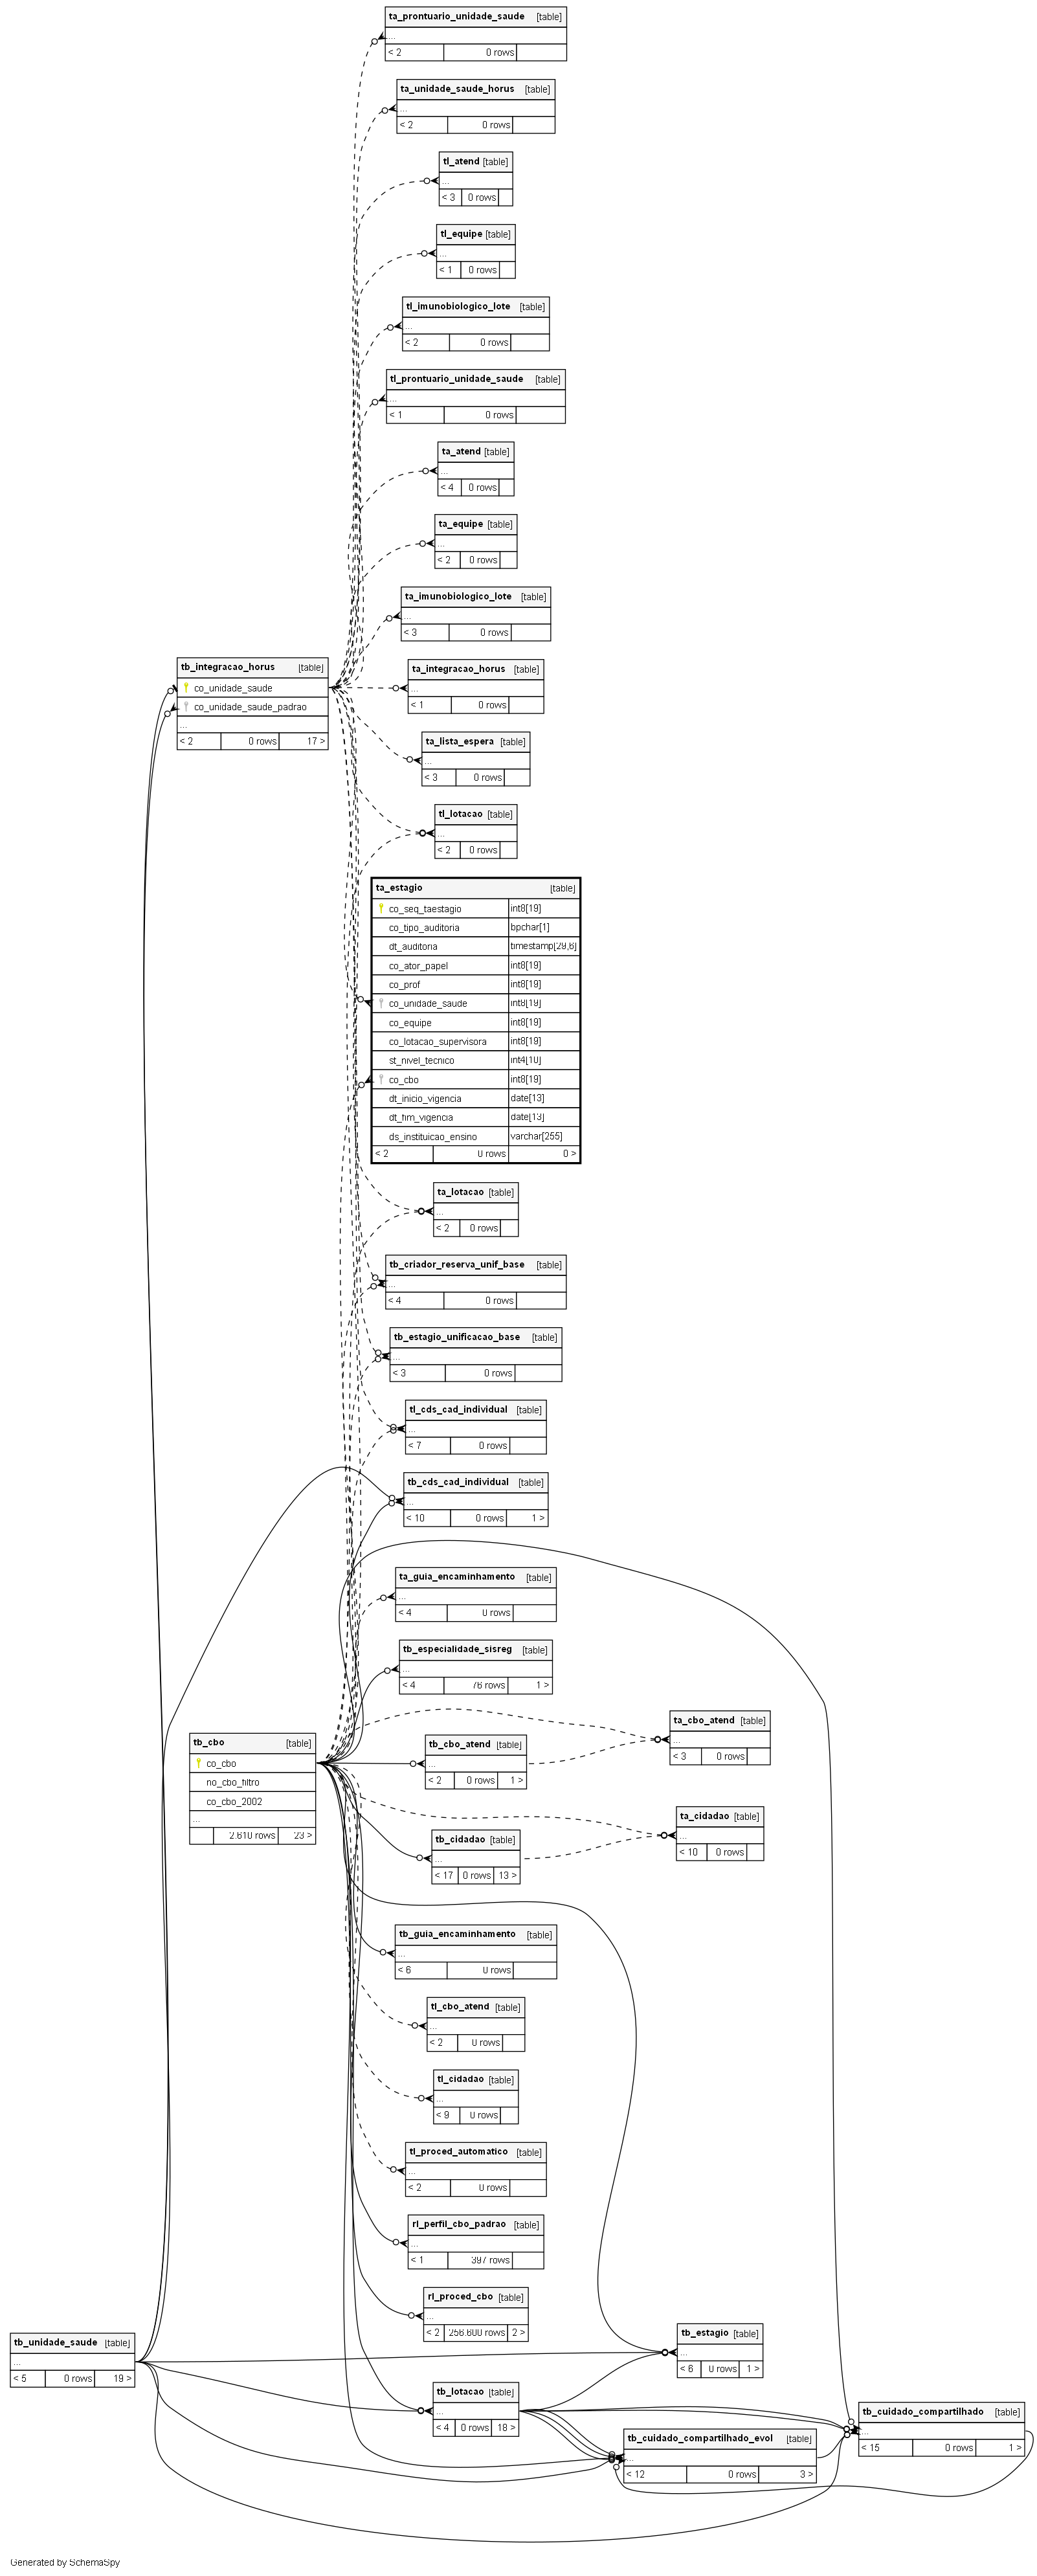 ta_prontuario_unidade_saude [table]
...
< 2 0 rows
ta_unidade_saude_horus [table]
...
< 2 0 rows
tl_atend [table]
...
< 3 0 rows
tl_equipe [table]
...
< 1 0 rows
tl_imunobiologico_lote [table]
...
< 2 0 rows
tl_prontuario_unidade_saude [table]
...
< 1 0 rows
ta_atend [table]
...
< 4 0 rows
ta_equipe [table]
...
< 2 0 rows
ta_imunobiologico_lote [table]
...
< 3 0 rows
tb_integracao_horus [table]
co_unidade_saude
co_unidade_saude_padrao
...
< 2 0 rows 17 >
ta_integracao_horus [table]
...
< 1 0 rows
ta_lista_espera [table]
...
< 3 0 rows
tl_lotacao [table]
...
< 2 0 rows
ta_estagio [table]
co_seq_taestagio int8[19]
co_tipo_auditoria bpchar[1]
dt_auditoria timestamp[29,6]
co_ator_papel int8[19]
co_prof int8[19]
co_unidade_saude int8[19]
co_equipe int8[19]
co_lotacao_supervisora int8[19]
st_nivel_tecnico int4[10]
co_cbo int8[19]
dt_inicio_vigencia date[13]
dt_fim_vigencia date[13]
ds_instituicao_ensino varchar[255]
< 2 0 rows 0 >
ta_lotacao [table]
...
< 2 0 rows
tb_criador_reserva_unif_base [table]
...
< 4 0 rows
tb_estagio_unificacao_base [table]
...
< 3 0 rows
tl_cds_cad_individual [table]
...
< 7 0 rows
tb_cds_cad_individual [table]
...
< 10 0 rows 1 >
ta_guia_encaminhamento [table]
...
< 4 0 rows
tb_especialidade_sisreg [table]
...
< 4 76 rows 1 >
ta_cbo_atend [table]
...
< 3 0 rows
tb_cbo [table]
co_cbo
no_cbo_filtro
co_cbo_2002
...
2.610 rows 23 >
tb_cbo_atend [table]
...
< 2 0 rows 1 >
ta_cidadao [table]
...
< 10 0 rows
tb_cidadao [table]
...
< 17 0 rows 13 >
tb_guia_encaminhamento [table]
...
< 6 0 rows
tl_cbo_atend [table]
...
< 2 0 rows
tl_cidadao [table]
...
< 9 0 rows
tl_proced_automatico [table]
...
< 2 0 rows
rl_perfil_cbo_padrao [table]
...
< 1 397 rows
rl_proced_cbo [table]
...
< 2 256.600 rows 2 >
tb_unidade_saude [table]
...
< 5 0 rows 19 >
tb_estagio [table]
...
< 6 0 rows 1 >
tb_lotacao [table]
...
< 4 0 rows 18 >
tb_cuidado_compartilhado [table]
...
< 15 0 rows 1 >
tb_cuidado_compartilhado_evol [table]
...
< 12 0 rows 3 >
Generated by SchemaSpy